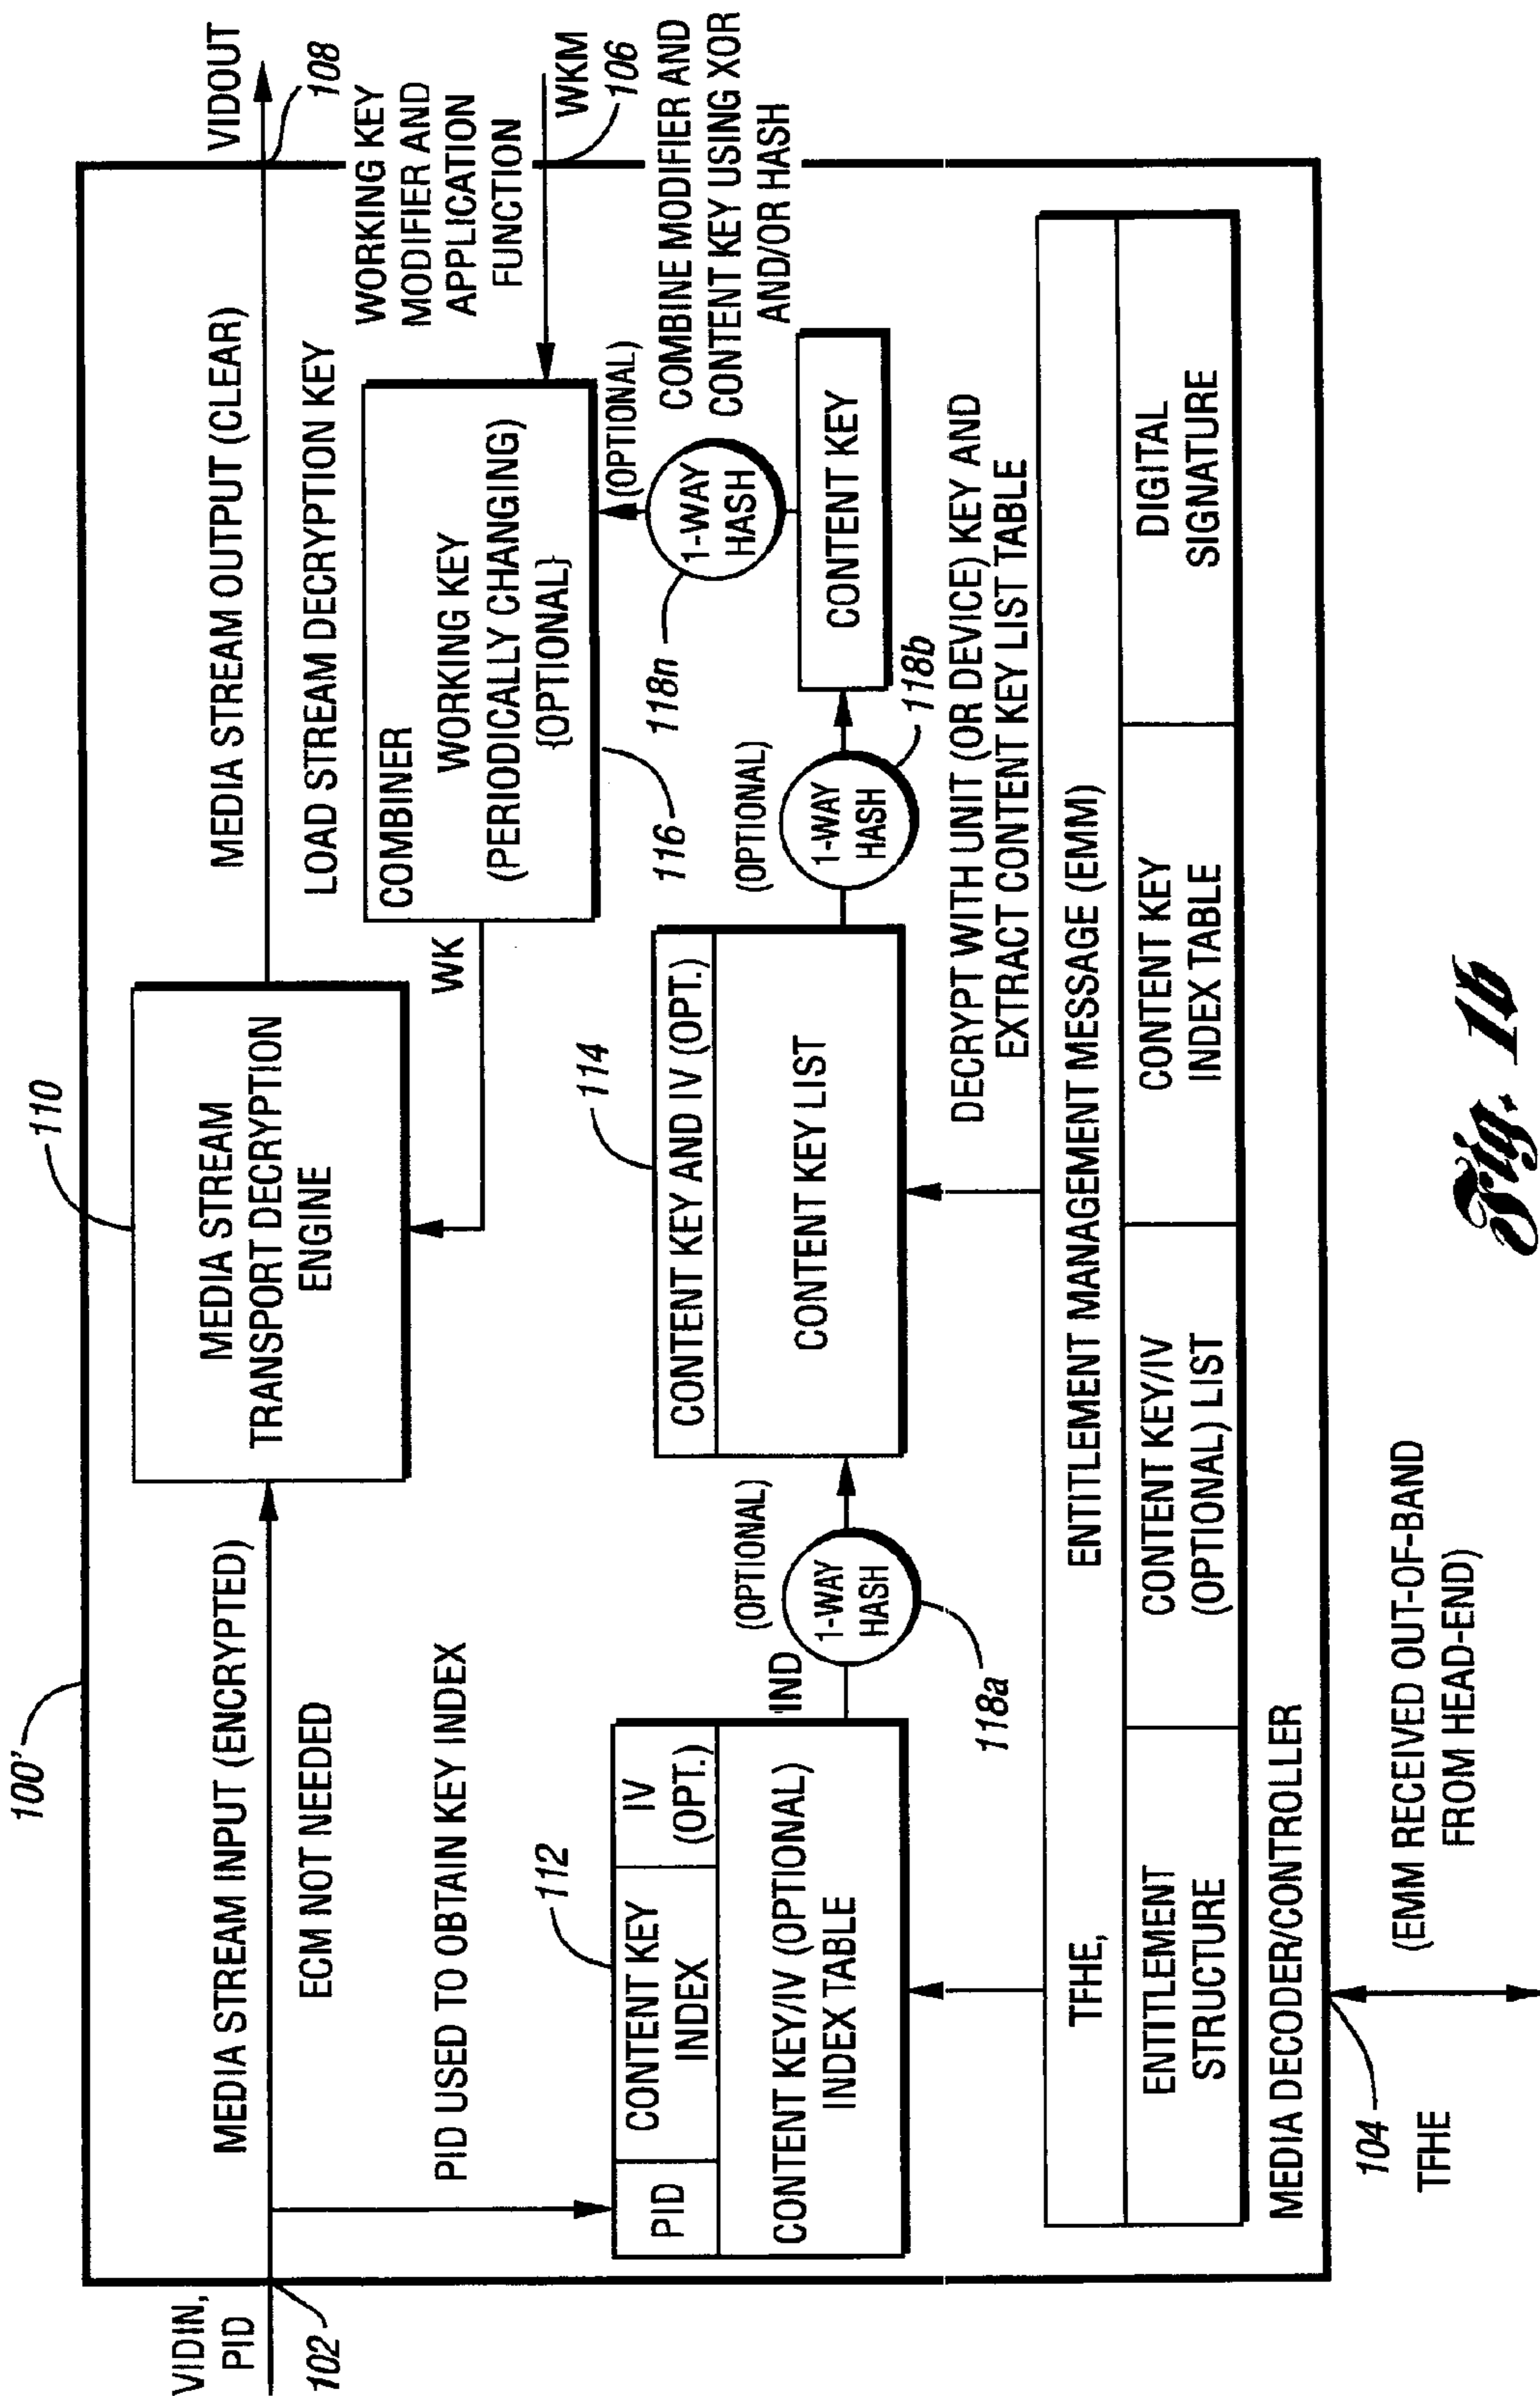 100'
VIDIN,
PID
102
MEDIA STREAM INPUT (ENCRYPTED)
ECM NOT NEEDED
PID USED TO OBTAIN KEY INDEX
110
MEDIA STREAM
TRANSPORT DECRYPTION
ENGINE
MEDIA STREAM OUTPUT (CLEAR)
VIDOUT
108
LOAD STREAM DECRYPTION KEY
WK
COMBINER
WORKING KEY
(PERIODICALLY CHANGING)
{OPTIONAL}
116
WORKING KEY
MODIFIER AND
APPLICATION
FUNCTION
WKM
106
(OPTIONAL)
1-WAY
HASH
118n
COMBINE MODIFIER AND
CONTENT KEY USING XOR
AND/OR HASH
112
PID
CONTENT KEY
INDEX
IV
(OPT.)
CONTENT KEY/IV (OPTIONAL)
INDEX TABLE
IND
(OPTIONAL)
1-WAY
HASH
118a
114
CONTENT KEY AND IV (OPT.)
CONTENT KEY LIST
(OPTIONAL)
1-WAY
HASH
118b
CONTENT KEY
DECRYPT WITH UNIT (OR DEVICE) KEY AND
EXTRACT CONTENT KEY LIST TABLE
TFHE,
ENTITLEMENT MANAGEMENT MESSAGE (EMM)
ENTITLEMENT
STRUCTURE
CONTENT KEY/IV
(OPTIONAL) LIST
CONTENT KEY
INDEX TABLE
DIGITAL
SIGNATURE
MEDIA DECODER/CONTROLLER
104
TFHE
(EMM RECEIVED OUT-OF-BAND
FROM HEAD-END)
Fig. 1b